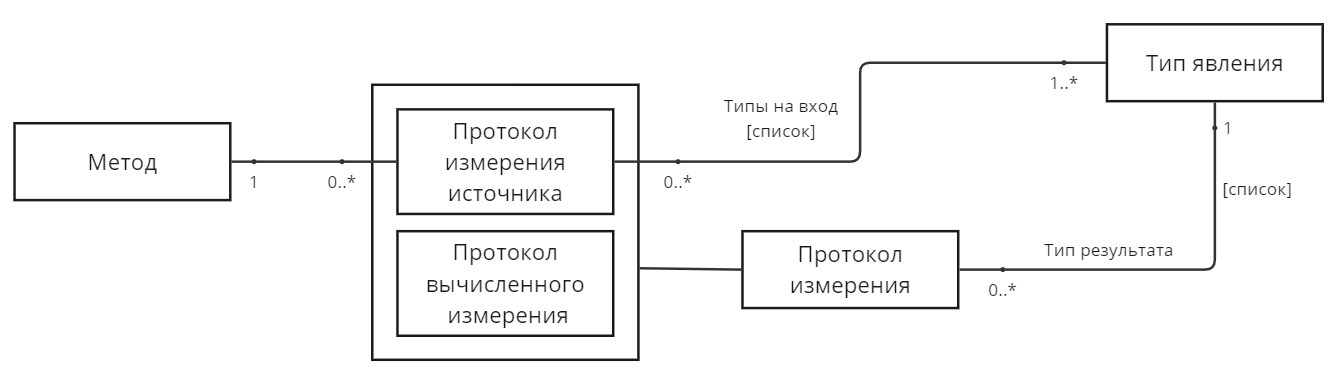 Метод
1
0..*
Протокол
измерения
источника
Протокол
вычисленного
измерения
0..*
Типы на вход
[список]
1..*
Тип явления
1
[список]
Тип результата
0..*
Протокол
измерения